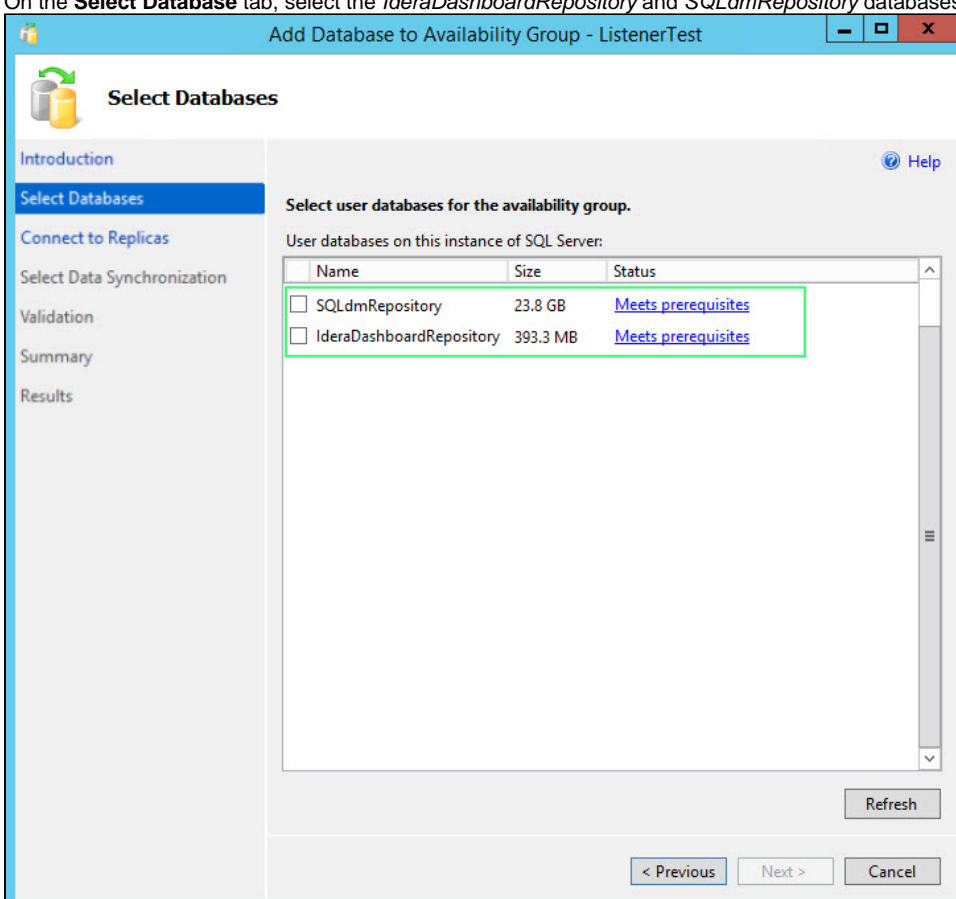 On the Select Database tab, select the IderaDashboardRepository and SQLdmRepository databases
Add Database to Availability Group - ListenerTest
Select Databases
Introduction
Help
Select Databases
Select user databases for the availability group.
Connect to Replicas
User databases on this instance of SQL Server:
Select Data Synchronization
Name Size Status
Validation
SQLdmRepository 23.8 GB Meets prerequisites
IderaDashboardRepository 393.3 MB Meets prerequisites
Summary
Results
Refresh
< Previous Next > Cancel